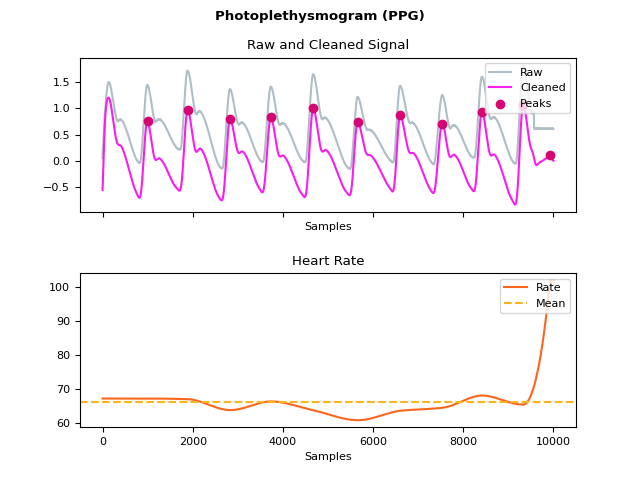 Photoplethysmogram (PPG)
Raw and Cleaned Signal
1.5
1.0
0.5
0.0
−0.5
Raw
Cleaned
Peaks
Samples
Heart Rate
100
90
80
70
60
Rate
Mean
0 2000 4000 6000 8000 10000
Samples